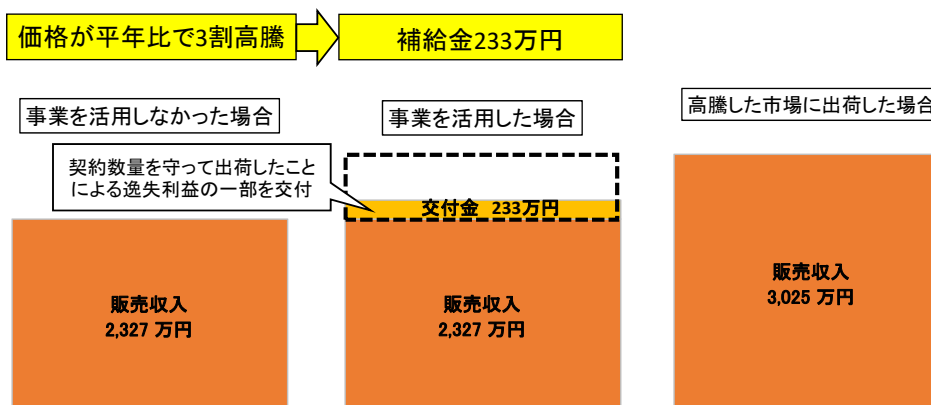 価格が平年比で3割高騰
補給金233万円
事業を活用しなかった場合
事業を活用した場合
高騰した市場に出荷した場合
契約数量を守って出荷したこと
による逸失利益の一部を交付
交付金 233万円
販売収入
2,327 万円
販売収入
2,327 万円
販売収入
3,025 万円